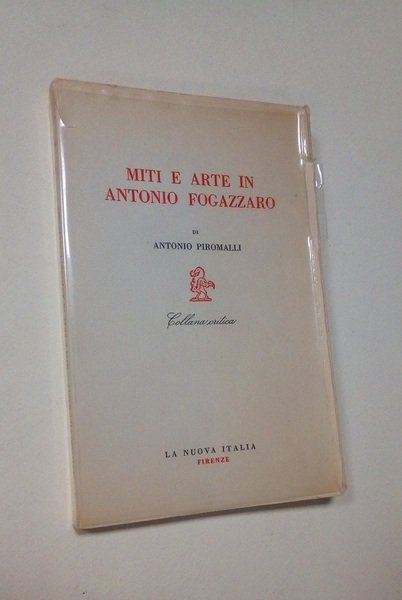 MITI E ARTE IN
ANTONIO FOGAZZARO
DI
ANTONIO PIROMALLI
Collana critica
LA NUOVA ITALIA
FIRENZE